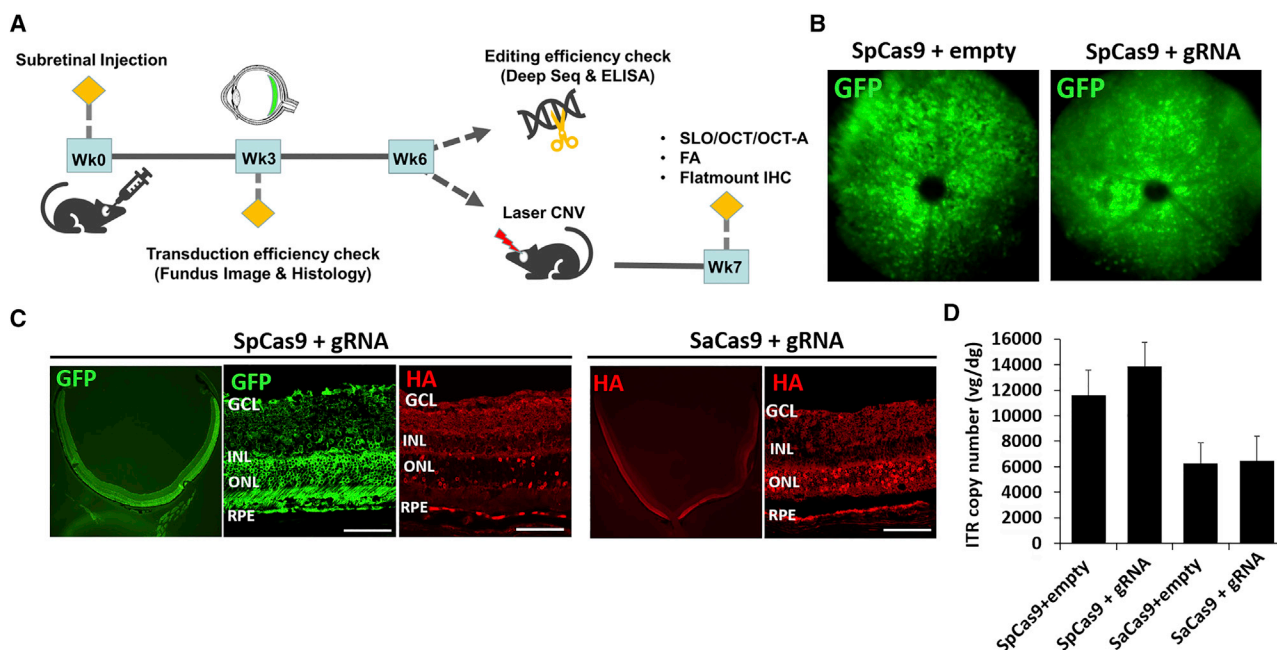 A
Subretinal Injection
Wk0
Wk3
Wk6
Transduction efficiency check
(Fundus Image & Histology)
Editing efficiency check
(Deep Seq & ELISA)
Laser CNV
• SLO/OCT/OCT-A
• FA
• Flatmount IHC
Wk7
B
SpCas9 + empty
SpCas9 + gRNA
GFP
GFP
C
SpCas9 + gRNA
SaCas9 + gRNA
GFP
GFP
GCL
INL
ONL
RPE
HA
GCL
INL
ONL
RPE
HA
HA
GCL
INL
ONL
RPE
D
ITR copy number (vg/dg)
16000
14000
12000
10000
8000
6000
4000
2000
0
SpCas9+empty
SpCas9 + gRNA
SaCas9+empty
SaCas9 + gRNA